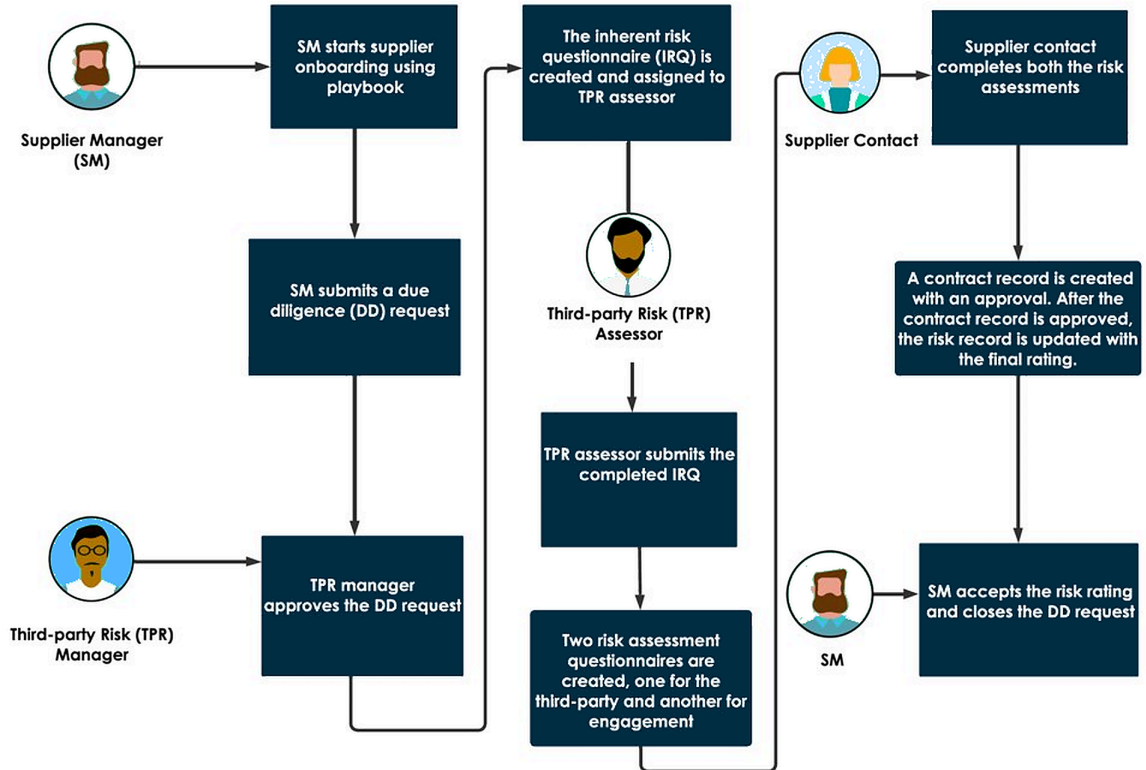 Supplier Manager
(SM)
SM starts supplier
onboarding using
playbook
SM submits a due
diligence (DD) request
Third-party Risk (TPR)
Manager
TPR manager
approves the DD request
The inherent risk
questionnaire (IRQ) is
created and assigned to
TPR assessor
Third-party Risk (TPR)
Assessor
TPR assessor submits the
completed IRQ
Two risk assessment
questionnaires are
created, one for the
third-party and another for
engagement
Supplier Contact
Supplier contact
completes both the risk
assessments
A contract record is created
with an approval. After the
contract record is approved,
the risk record is updated with
the final rating.
SM
SM accepts the risk rating
and closes the DD request